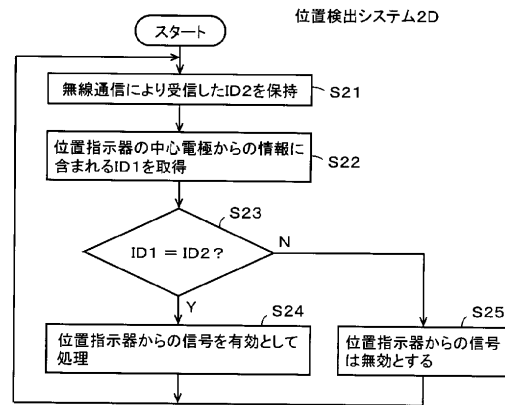 位置検出システム2D
スタート
無線通信により受信したID2を保持
S21
位置指示器の中心電極からの情報に
含まれるID1を取得
S22
S23
ID1 = ID2?
N
Y
S24
位置指示器からの信号を有効として
処理
S25
位置指示器からの信号
は無効とする